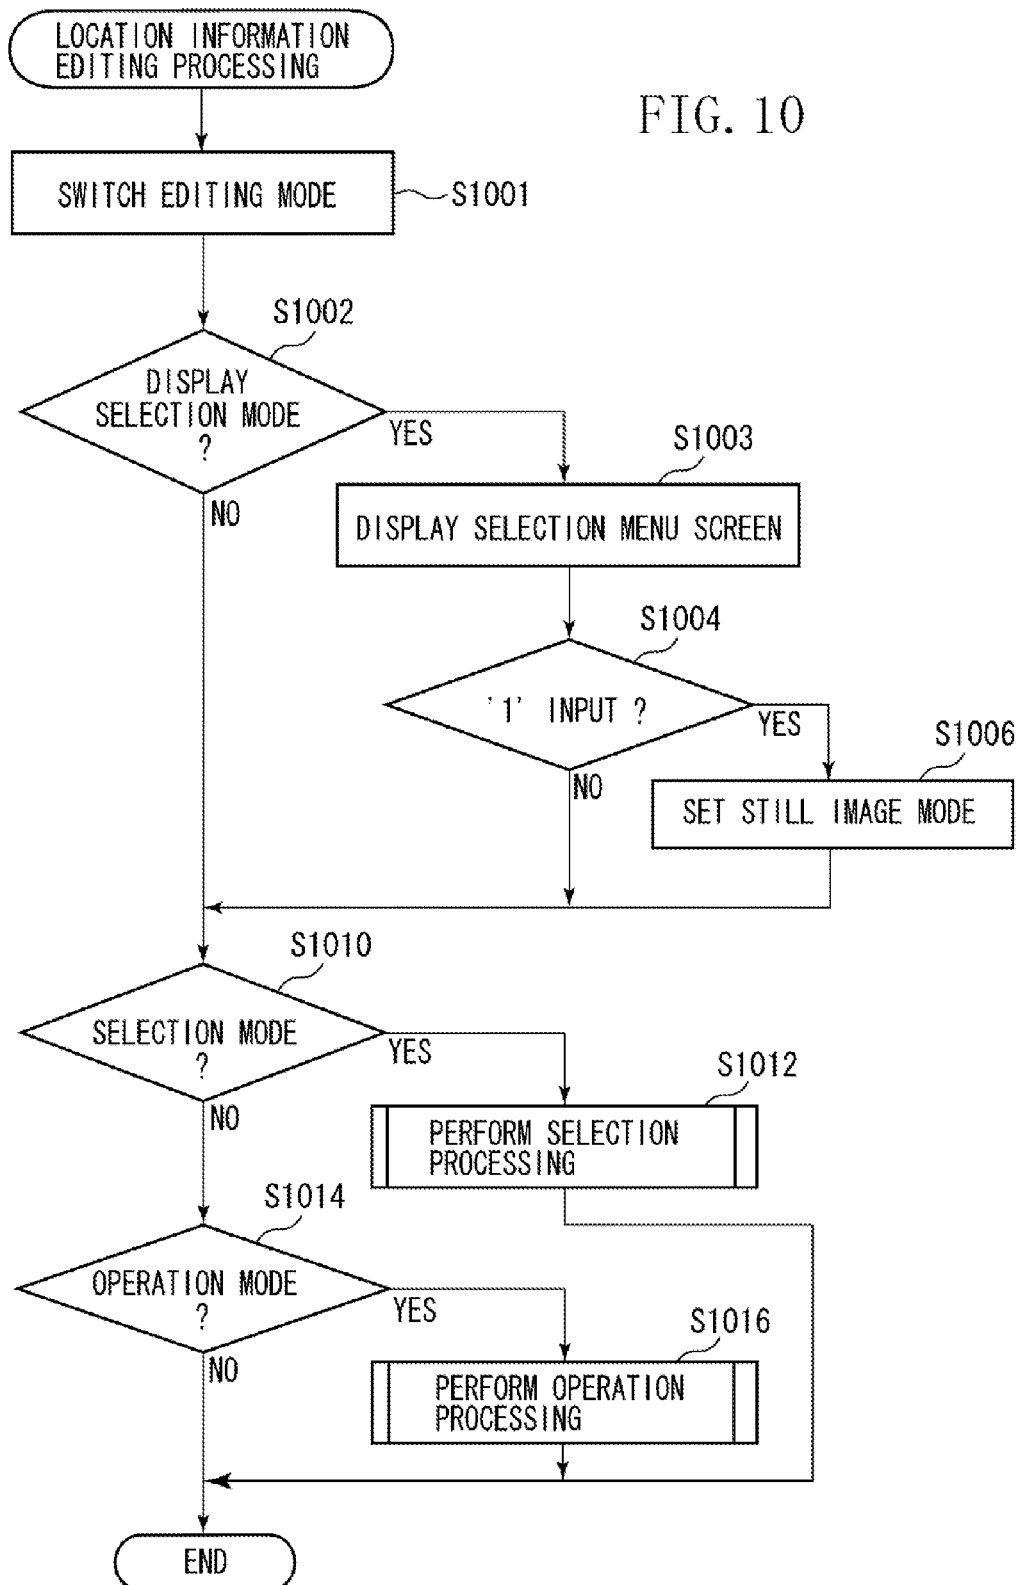 LOCATION INFORMATION
EDITING PROCESSING
FIG. 10
SWITCH EDITING MODE
S1001
S1002
DISPLAY
SELECTION MODE
?
YES
NO
S1003
DISPLAY SELECTION MENU SCREEN
S1004
'1' INPUT ?
YES
NO
S1006
SET STILL IMAGE MODE
S1010
SELECTION MODE
?
YES
NO
S1012
PERFORM SELECTION
PROCESSING
S1014
OPERATION MODE
?
YES
NO
S1016
PERFORM OPERATION
PROCESSING
END